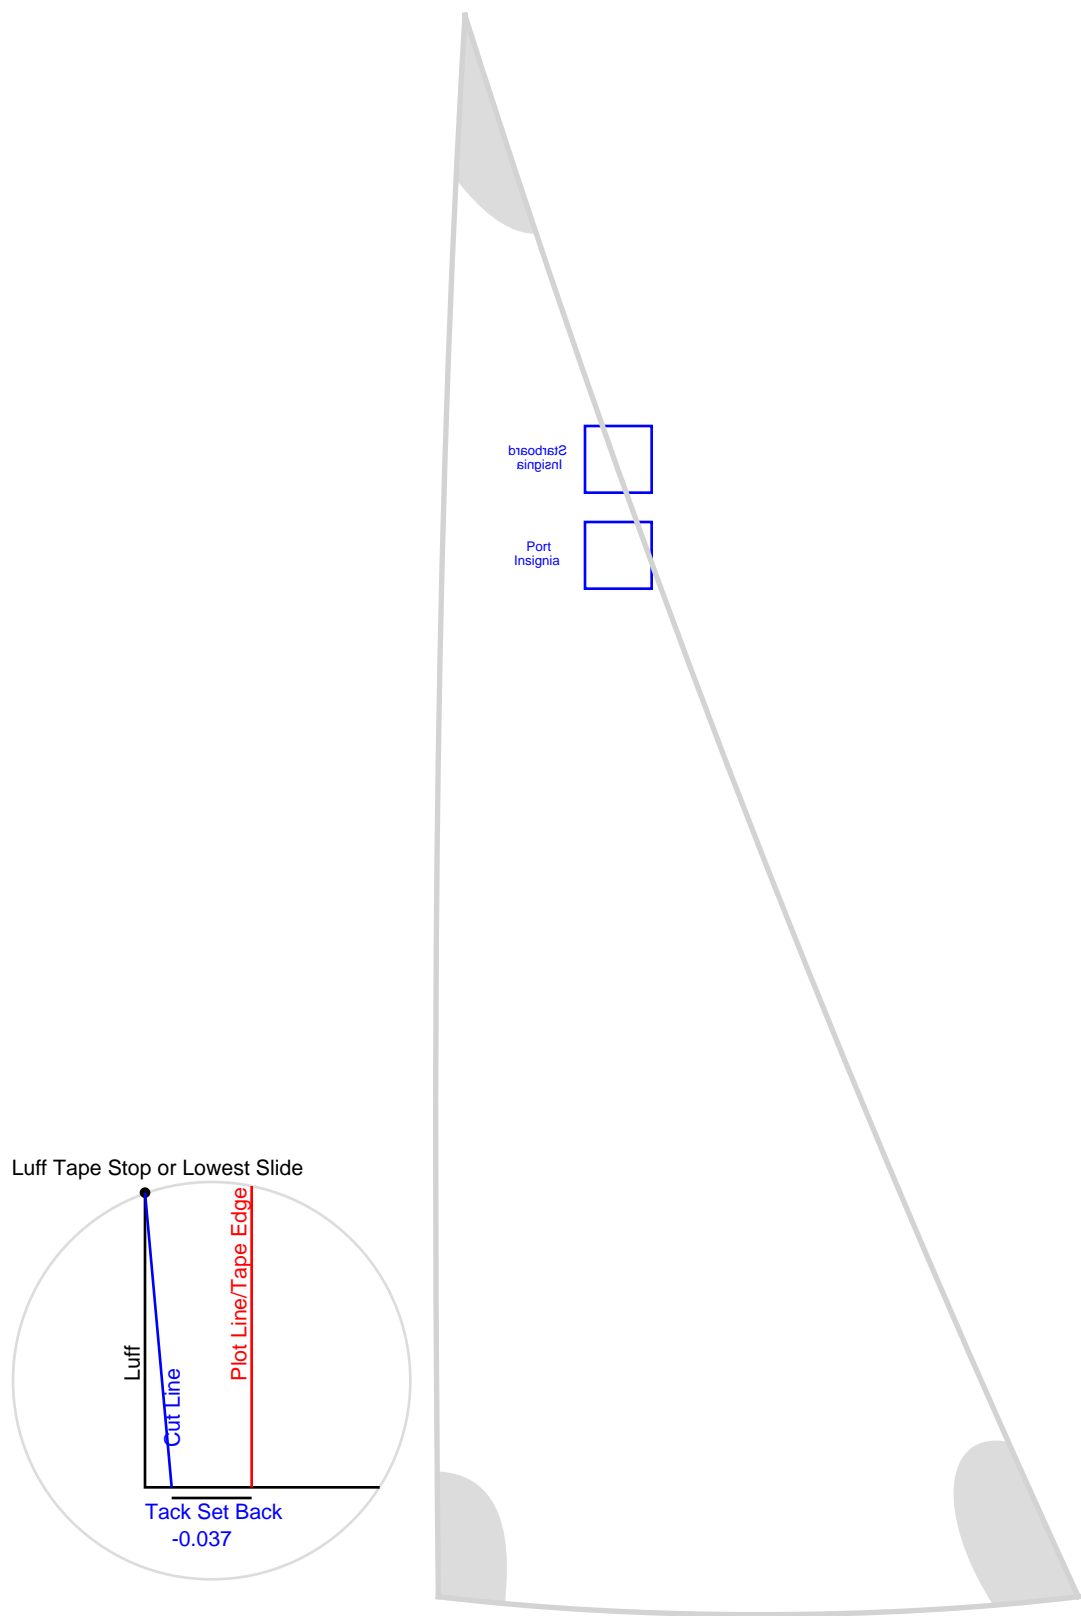 Starboard
Insignia
Port
Insignia
Luff Tape Stop or Lowest Slide
Plot Line/Tape Edge
Luff
Cut Line
Tack Set Back
-0.037